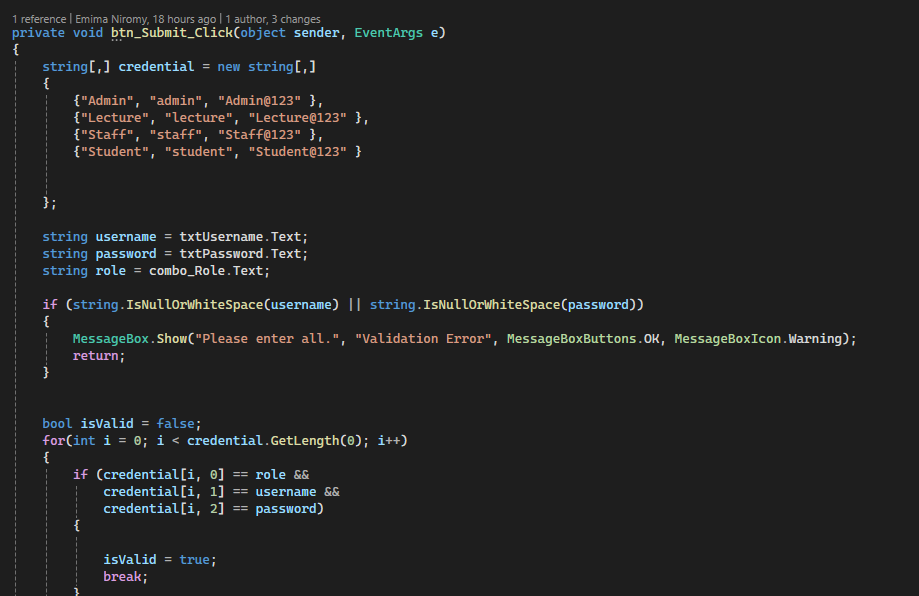 1 reference | Emima Niromy, 18 hours ago | 1 author, 3 changes
private void btn_Submit_Click(object sender, EventArgs e)
{
string[,] credential = new string[,]
{
{"Admin", "admin", "Admin@123" },
{"Lecture", "lecture", "Lecture@123" },
{"Staff", "staff", "Staff@123" },
{"Student", "student", "Student@123" }
};
string username = txtUsername.Text;
string password = txtPassword.Text;
string role = combo_Role.Text;
if (string.IsNullOrWhiteSpace(username) || string.IsNullOrWhiteSpace(password))
{
MessageBox.Show("Please enter all.", "Validation Error", MessageBoxButtons.OK, MessageBoxIcon.Warning);
return;
}
bool isValid = false;
for(int i = 0; i < credential.GetLength(0); i++)
{
if (credential[i, 0] == role &&
credential[i, 1] == username &&
credential[i, 2] == password)
{
isValid = true;
break;
}